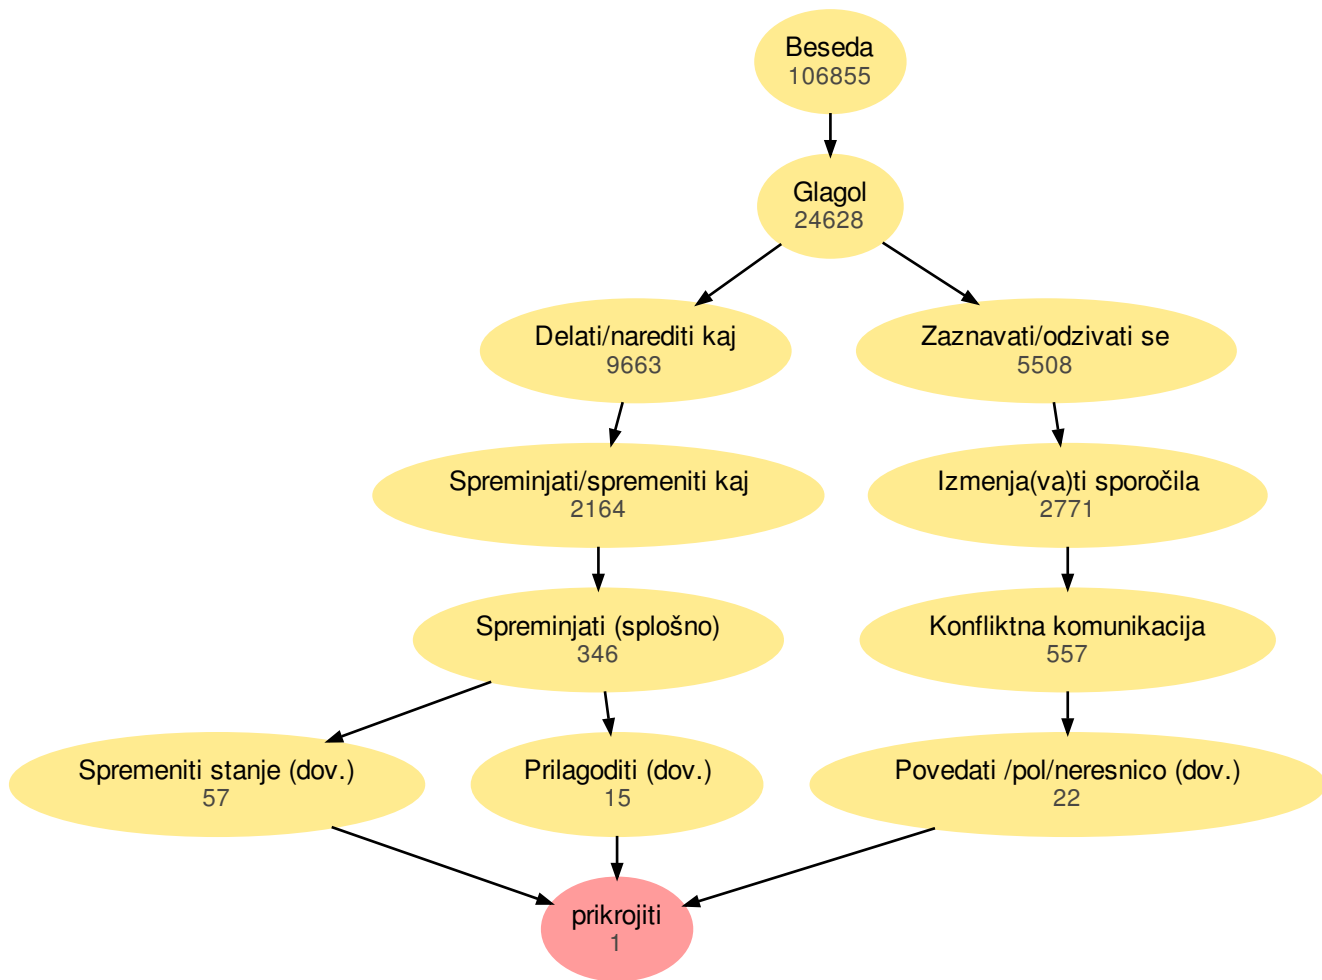 Beseda
106855
Glagol
24628
Delati/narediti kaj
9663
Zaznavati/odzivati se
5508
Spreminjati/spremeniti kaj
2164
Izmenja(va)ti sporočila
2771
Spreminjati (splošno)
346
Konfliktna komunikacija
557
Spremeniti stanje (dov.)
57
Prilagoditi (dov.)
15
Povedati /pol/neresnico (dov.)
22
prikrojiti
1